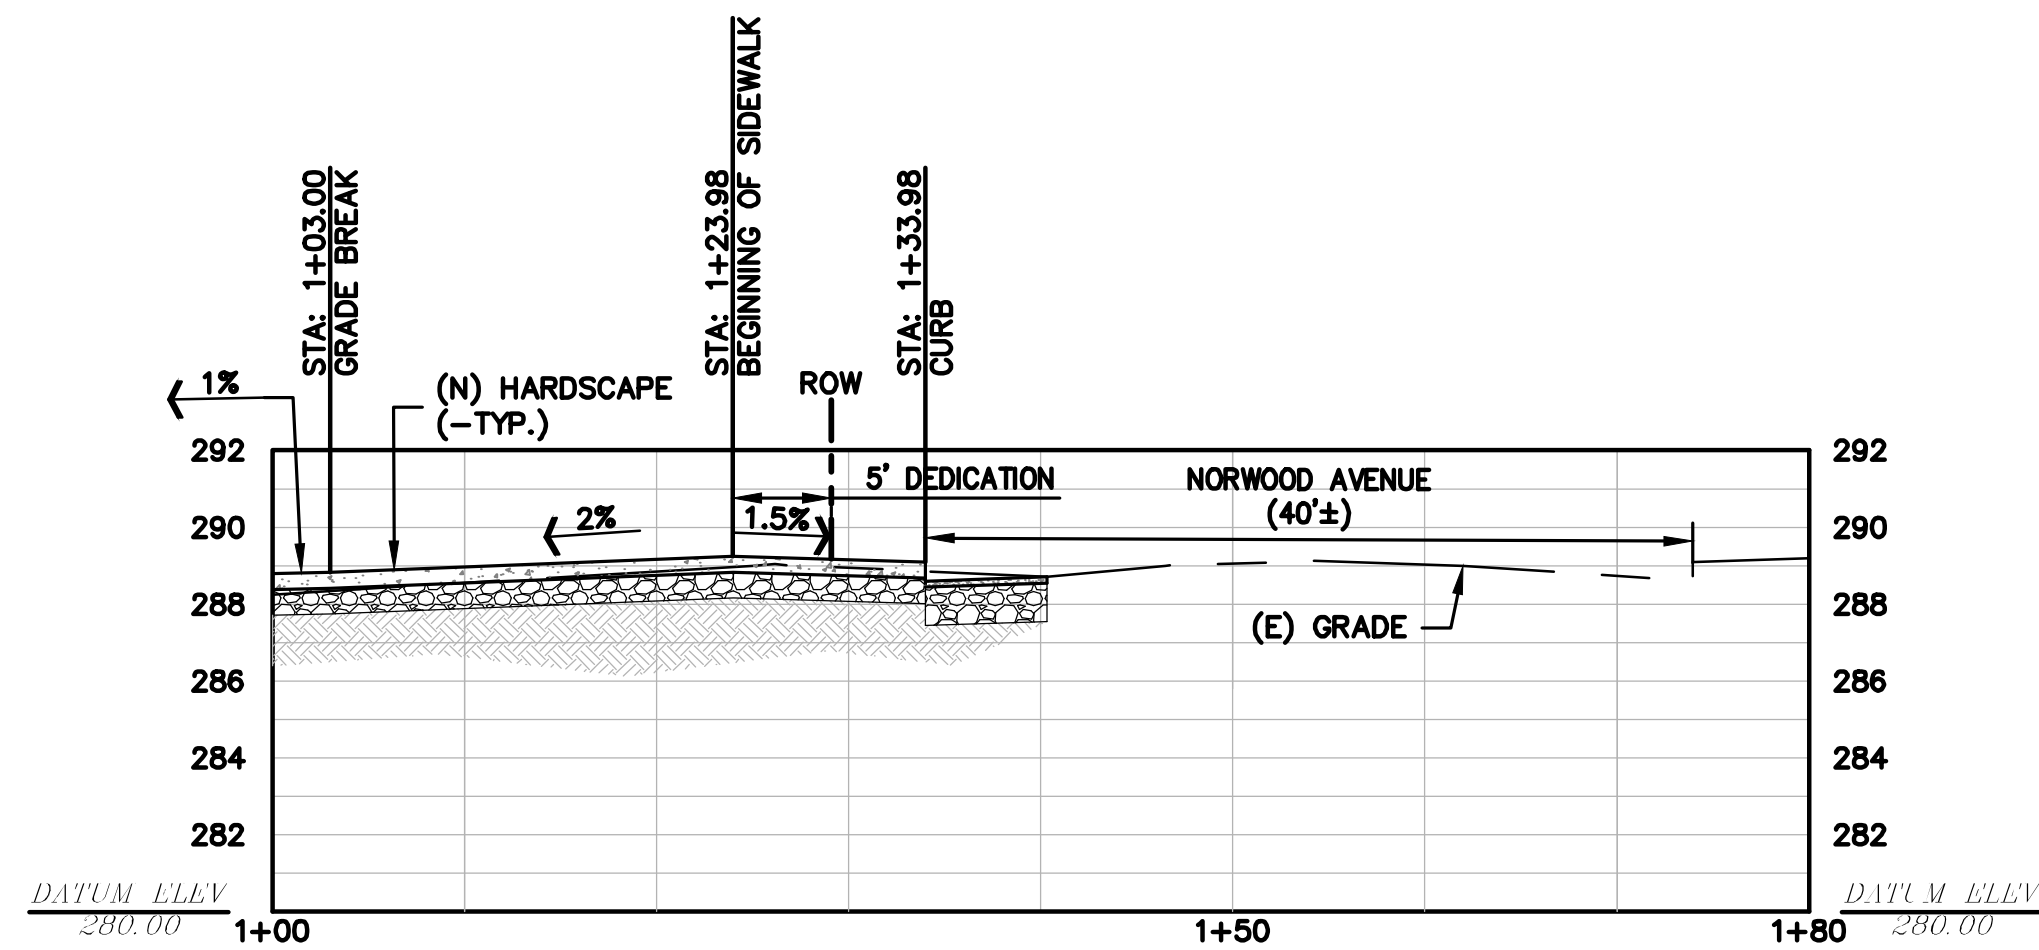 STA: 1+03.00
GRADE BREAK
STA: 1+23.98
BEGINNING OF SIDEWALK
STA: 1+33.98
CURB
1%
(N) HARDSCAPE
(-TYP.)
ROW
292
292
5' DEDICATION
NORWOOD AVENUE
(40'±)
290
2%
1.5%
290
288
(E) GRADE
288
286
286
284
284
282
282
DATUM ELEV
280.00
1+00
1+50
1+80
DATUM ELEV
280.00